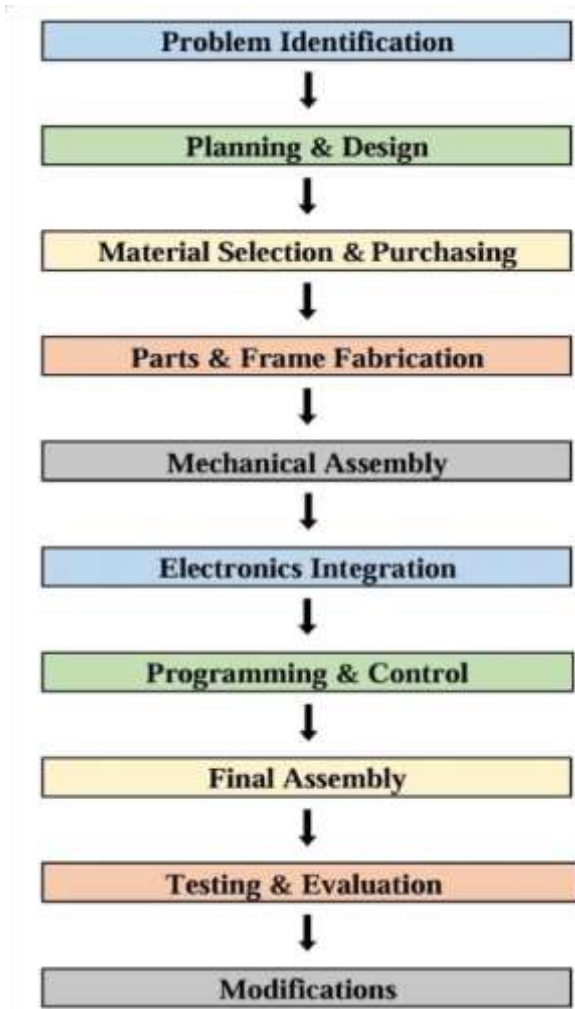 Problem Identification
Planning & Design
Material Selection & Purchasing
Parts & Frame Fabrication
Mechanical Assembly
Electronics Integration
Programming & Control
Final Assembly
Testing & Evaluation
Modifications